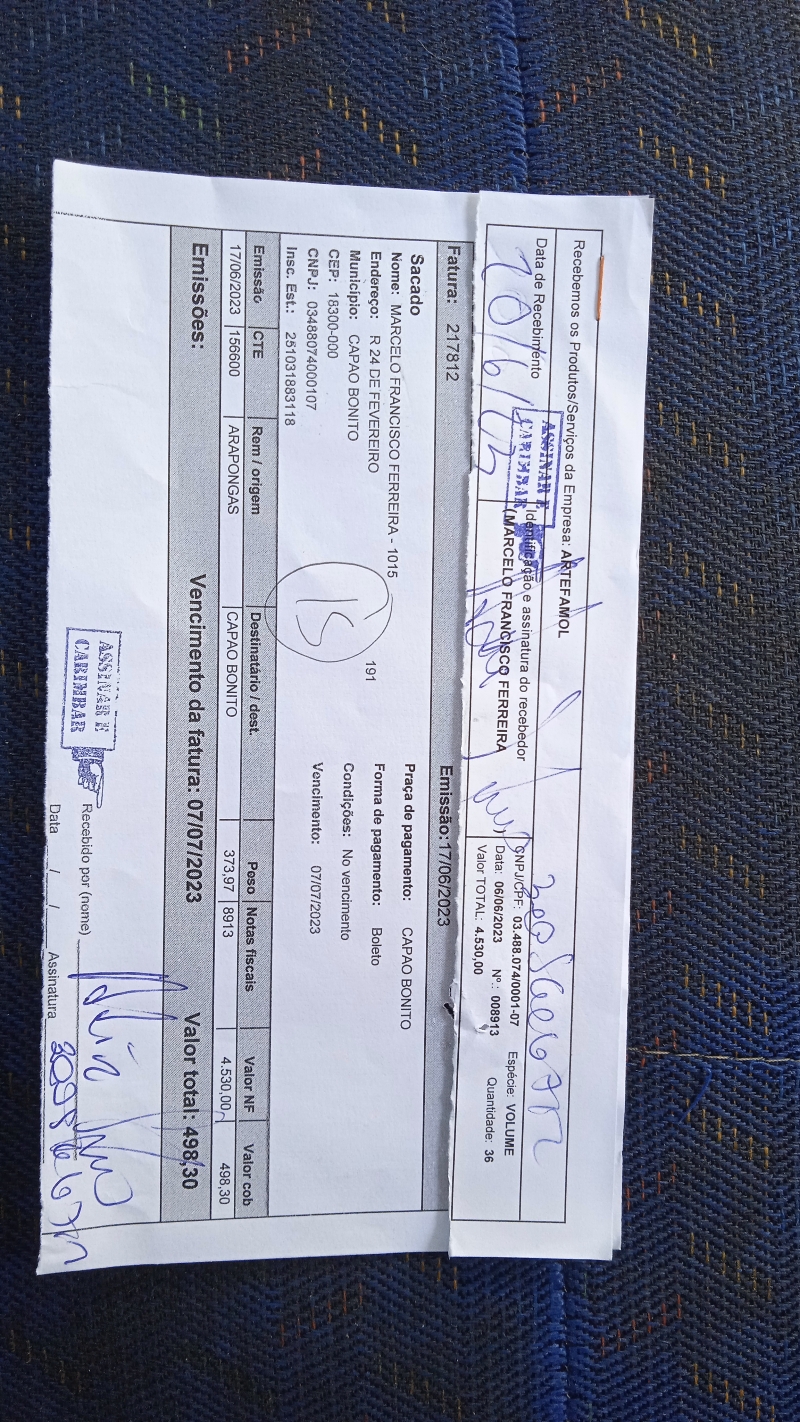 Recebemos os Produtos/Serviços da Empresa: ARTEFAMOL
Data de Recebimento
Identificação e assinatura do recebedor
(MARCELO FRANCISCO FERREIRA
ASSINAR E
CARIMBAR
CNPJ/CPF: 03.488.074/0001-07
Data: 06/06/2023 Nº.: 008913
Valor TOTAL: 4.530,00
Espécie: VOLUME
Quantidade: 36
Fatura: 217812 Emissão:17/06/2023
Sacado
Nome: MARCELO FRANCISCO FERREIRA - 1015
Endereço: R 24 DE FEVEREIRO 191
Município: CAPAO BONITO
CEP: 18300-000
CNPJ: 03488074000107
Insc. Est.: 251031883118
Praça de pagamento: CAPAO BONITO
Forma de pagamento: Boleto
Condições: No vencimento
Vencimento: 07/07/2023
15
Emissão CTE Rem / origem Destinatário / dest. Peso Notas fiscais Valor NF Valor cob
17/06/2023 156600 ARAPONGAS CAPAO BONITO 373,97 8913 4.530,00 498,30
Emissões: Vencimento da fatura: 07/07/2023 Valor total: 498,30
ASSINAR E
CARIMBAR
Recebido por (nome)
Data / / Assinatura